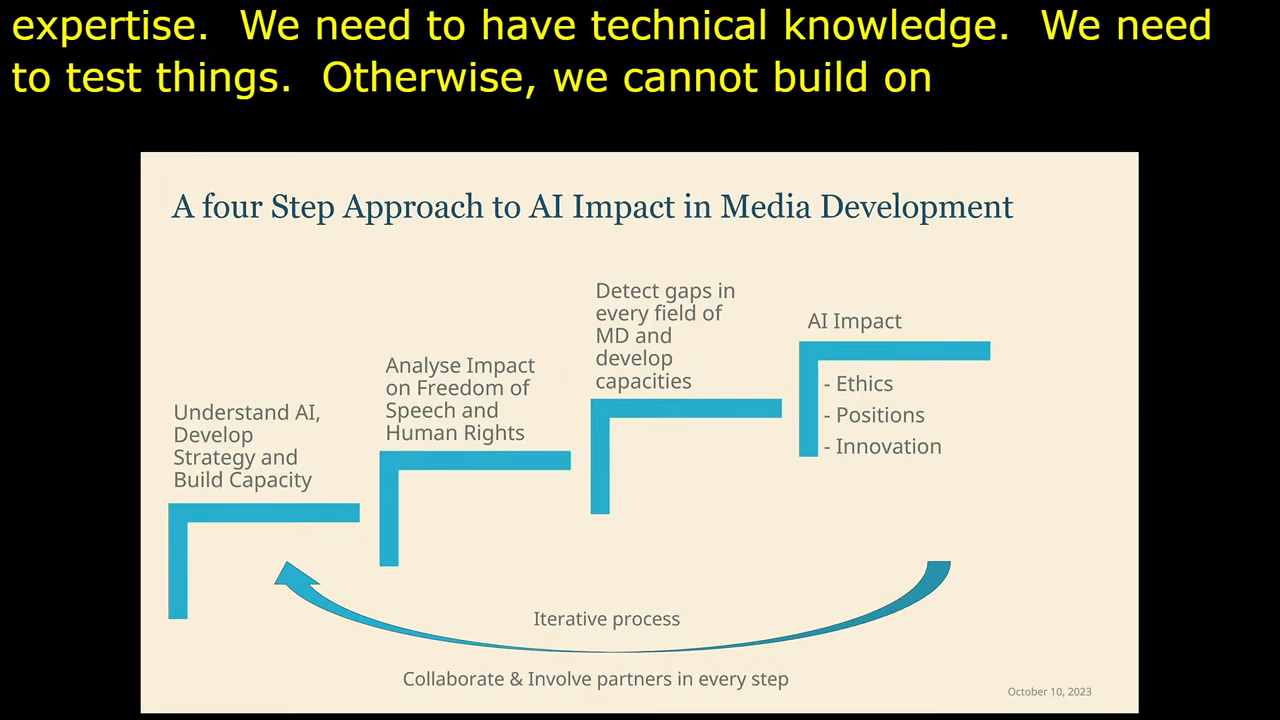 expertise.  We need to have technical knowledge.  We need
to test things.  Otherwise, we cannot build on
A four Step Approach to AI Impact in Media Development
Understand AI,
Develop
Strategy and
Build Capacity
Analyse Impact
on Freedom of
Speech and
Human Rights
Detect gaps in
every field of
MD and
develop
capacities
AI Impact
- Ethics
- Positions
- Innovation
Iterative process
Collaborate & Involve partners in every step
October 10, 2023